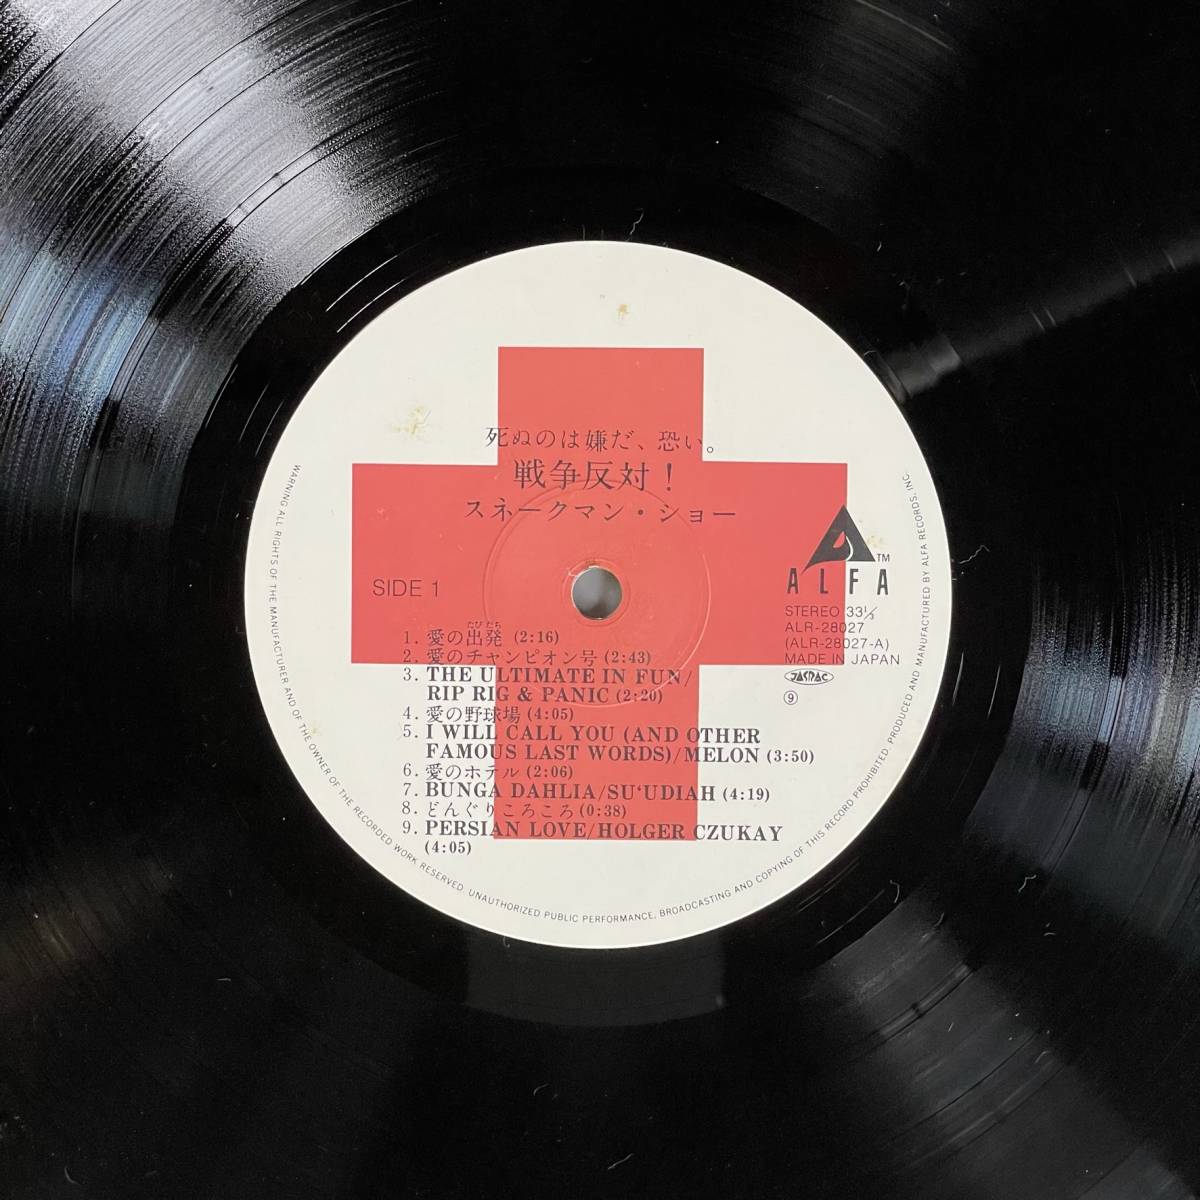 死ぬのは嫌だ、恐い。
戦争反対！
スネークマン・ショー
SIDE 1
ALFA™
STEREO 33⅓
ALR-28027
(ALR-28027-A)
MADE IN JAPAN
JASRAC
⑨
たび だち
1. 愛の出発 (2:16)
2. 愛のチャンピオン号 (2:43)
3. THE ULTIMATE IN FUN/
RIP RIG & PANIC (2:20)
4. 愛の野球場 (4:05)
5. I WILL CALL YOU (AND OTHER
FAMOUS LAST WORDS)/MELON (3:50)
6. 愛のホテル (2:06)
7. BUNGA DAHLIA/SU‘UDIAH (4:19)
8. どんぐりころころ (0:38)
9. PERSIAN LOVE/HOLGER CZUKAY
(4:05)
WARNING ALL RIGHTS OF THE MANUFACTURER AND OF THE OWNER OF THE RECORDED WORK RESERVED. UNAUTHORIZED PUBLIC PERFORMANCE, BROADCASTING AND COPYING OF THIS RECORD PROHIBITED. PRODUCED AND MANUFACTURED BY ALFA RECORDS, INC.